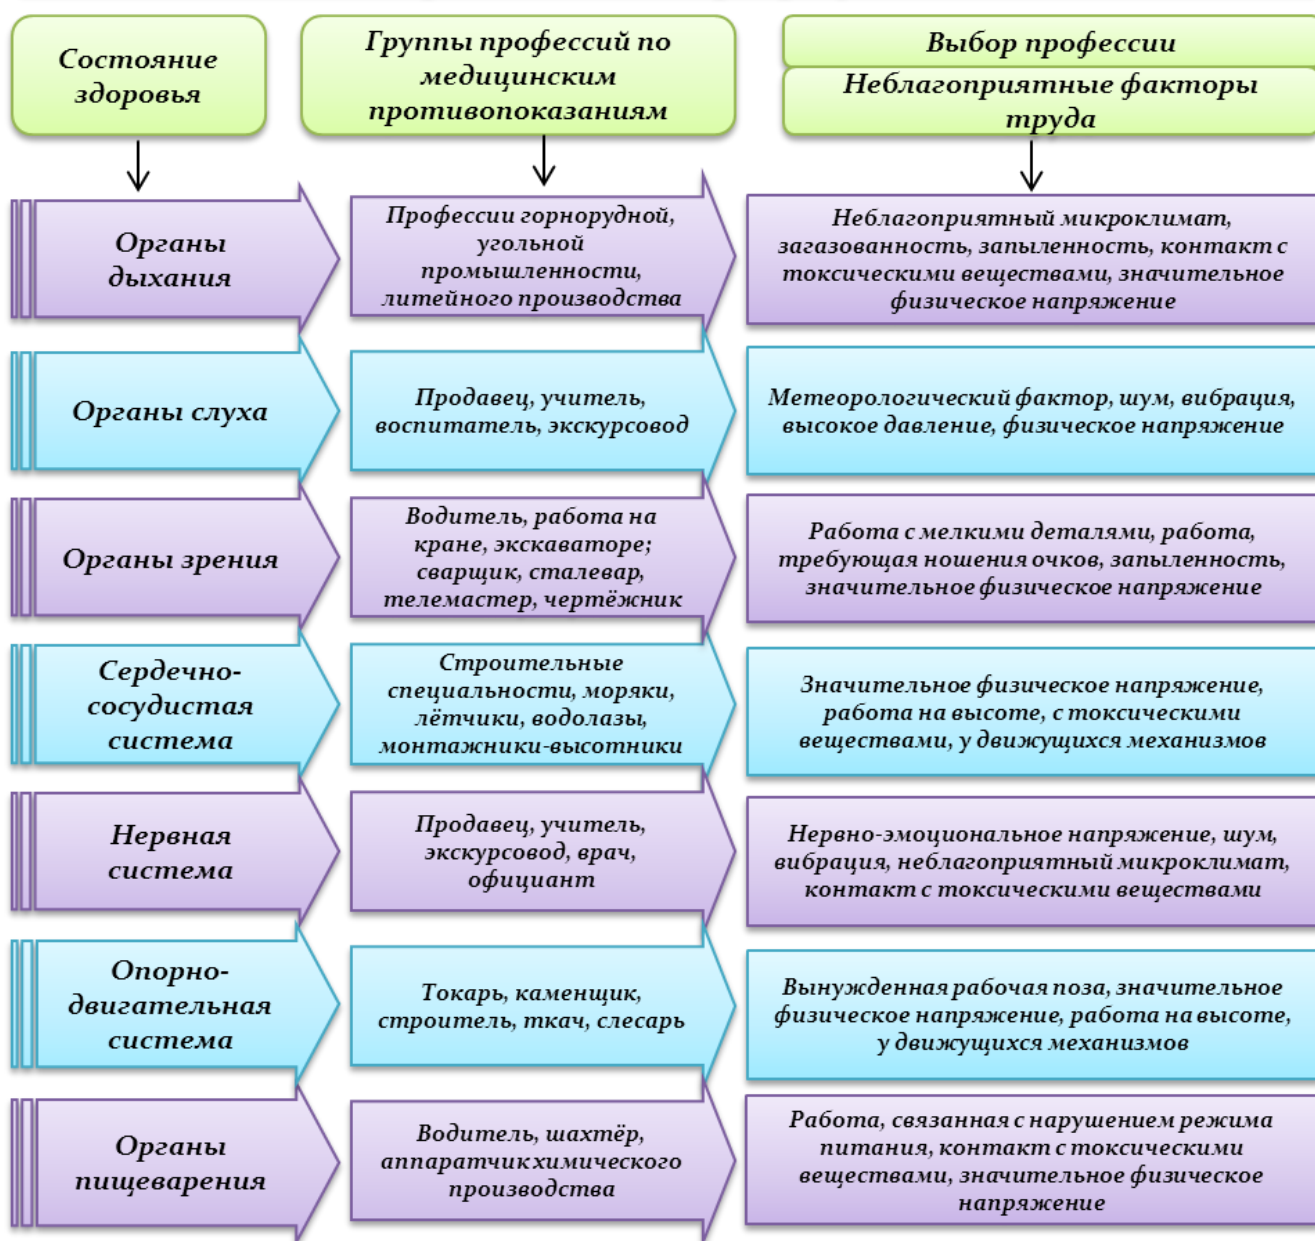 Состояние
здоровья
Группы профессий по
медицинским
противопоказаниям
Выбор профессии
Неблагоприятные факторы
труда
Органы
дыхания
Профессии горнорудной,
угольной
промышленности,
литейного производства
Неблагоприятный микроклимат,
загазованность, запыленность, контакт с
токсическими веществами, значительное
физическое напряжение
Органы слуха
Продавец, учитель,
воспитатель, экскурсовод
Метеорологический фактор, шум, вибрация,
высокое давление, физическое напряжение
Органы зрения
Водитель, работа на
кране, экскаваторе;
сварщик, сталевар,
телемастер, чертёжник
Работа с мелкими деталями, работа,
требующая ношения очков, запыленность,
значительное физическое напряжение
Сердечно-
сосудистая
система
Строительные
специальности, моряки,
лётчики, водолазы,
монтажники-высотники
Значительное физическое напряжение,
работа на высоте, с токсическими
веществами, у движущихся механизмов
Нервная
система
Продавец, учитель,
экскурсовод, врач,
официант
Нервно-эмоциональное напряжение, шум,
вибрация, неблагоприятный микроклимат,
контакт с токсическими веществами
Опорно-
двигательная
система
Токарь, каменщик,
строитель, ткач, слесарь
Вынужденная рабочая поза, значительное
физическое напряжение, работа на высоте,
у движущихся механизмов
Органы
пищеварения
Водитель, шахтёр,
аппаратчик химического
производства
Работа, связанная с нарушением режима
питания, контакт с токсическими
веществами, значительное физическое
напряжение